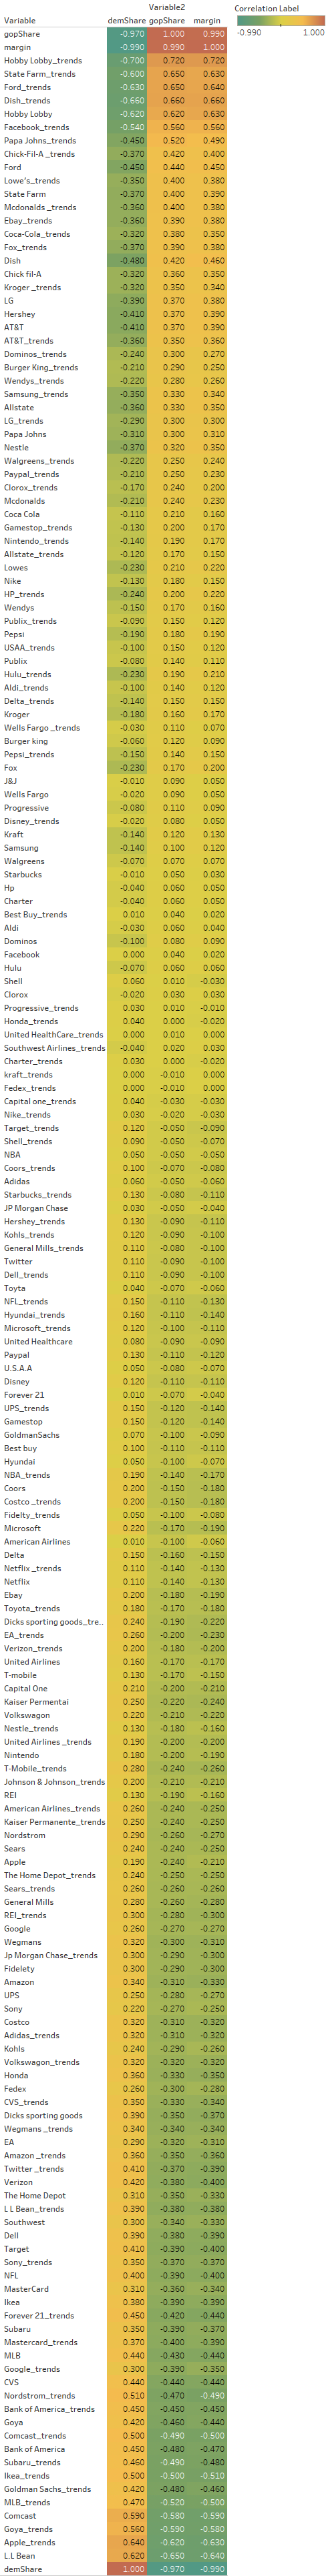 Variable2
Variable demShare gopShare margin
Correlation Label
-0.990 1.000
gopShare -0.970 1.000 0.990
margin -0.990 0.990 1.000
Hobby Lobby_trends -0.700 0.720 0.720
State Farm_trends -0.600 0.650 0.630
Ford_trends -0.630 0.650 0.640
Dish_trends -0.660 0.660 0.660
Hobby Lobby -0.620 0.620 0.630
Facebook_trends -0.540 0.560 0.560
Papa Johns_trends -0.450 0.520 0.490
Chick-Fil-A _trends -0.370 0.420 0.400
Ford -0.450 0.440 0.450
Lowe's_trends -0.350 0.400 0.380
State Farm -0.370 0.400 0.390
Mcdonalds _trends -0.360 0.400 0.380
Ebay_trends -0.360 0.390 0.380
Coca-Cola_trends -0.320 0.380 0.350
Fox_trends -0.370 0.390 0.380
Dish -0.480 0.420 0.460
Chick fil-A -0.320 0.360 0.350
Kroger _trends -0.320 0.350 0.340
LG -0.390 0.370 0.380
Hershey -0.410 0.370 0.390
AT&T -0.410 0.370 0.390
AT&T_trends -0.360 0.350 0.360
Dominos_trends -0.240 0.300 0.270
Burger King_trends -0.210 0.290 0.250
Wendys_trends -0.220 0.280 0.260
Samsung_trends -0.350 0.330 0.340
Allstate -0.360 0.330 0.350
LG_trends -0.290 0.300 0.300
Papa Johns -0.310 0.300 0.310
Nestle -0.370 0.320 0.350
Walgreens_trends -0.220 0.250 0.240
Paypal_trends -0.210 0.250 0.230
Clorox_trends -0.170 0.240 0.200
Mcdonalds -0.210 0.240 0.230
Coca Cola -0.110 0.210 0.160
Gamestop_trends -0.130 0.200 0.170
Nintendo_trends -0.140 0.190 0.170
Allstate_trends -0.120 0.170 0.150
Lowes -0.230 0.210 0.220
Nike -0.130 0.180 0.150
HP_trends -0.240 0.200 0.220
Wendys -0.150 0.170 0.160
Publix_trends -0.090 0.150 0.120
Pepsi -0.190 0.180 0.190
USAA_trends -0.100 0.150 0.120
Publix -0.080 0.140 0.110
Hulu_trends -0.230 0.190 0.210
Aldi_trends -0.100 0.140 0.120
Delta_trends -0.140 0.150 0.150
Kroger -0.180 0.160 0.170
Wells Fargo _trends -0.030 0.110 0.070
Burger king -0.060 0.120 0.090
Pepsi_trends -0.150 0.140 0.150
Fox -0.230 0.170 0.200
J&J -0.010 0.090 0.050
Wells Fargo -0.020 0.090 0.050
Progressive -0.080 0.110 0.090
Disney_trends -0.020 0.080 0.050
Kraft -0.140 0.120 0.130
Samsung -0.140 0.100 0.120
Walgreens -0.070 0.070 0.070
Starbucks -0.010 0.050 0.030
Hp -0.040 0.060 0.050
Charter -0.040 0.060 0.050
Best Buy_trends 0.010 0.040 0.020
Aldi -0.030 0.060 0.040
Dominos -0.100 0.080 0.090
Facebook 0.000 0.040 0.020
Hulu -0.070 0.060 0.060
Shell 0.060 0.010 -0.030
Clorox -0.020 0.030 0.030
Progressive_trends 0.030 0.010 -0.010
Honda_trends 0.040 0.000 -0.020
United HealthCare_trends 0.000 0.010 0.000
Southwest Airlines_trends -0.040 0.020 0.030
Charter_trends 0.030 0.000 -0.020
kraft_trends 0.000 -0.010 0.000
Fedex_trends 0.000 -0.010 0.000
Capital one_trends 0.040 -0.030 -0.030
Nike_trends 0.030 -0.020 -0.030
Target_trends 0.120 -0.050 -0.090
Shell_trends 0.090 -0.050 -0.070
NBA 0.050 -0.050 -0.050
Coors_trends 0.100 -0.070 -0.080
Adidas 0.060 -0.050 -0.060
Starbucks_trends 0.130 -0.080 -0.110
JP Morgan Chase 0.030 -0.050 -0.040
Hershey_trends 0.130 -0.090 -0.110
Kohls_trends 0.120 -0.090 -0.100
General Mills_trends 0.110 -0.080 -0.100
Twitter 0.110 -0.090 -0.100
Dell_trends 0.110 -0.090 -0.100
Toyta 0.040 -0.070 -0.060
NFL_trends 0.150 -0.110 -0.130
Hyundai_trends 0.160 -0.110 -0.140
Microsoft_trends 0.120 -0.100 -0.110
United Healthcare 0.080 -0.090 -0.090
Paypal 0.130 -0.110 -0.120
U.S.A.A 0.050 -0.080 -0.070
Disney 0.120 -0.110 -0.110
Forever 21 0.010 -0.070 -0.040
UPS_trends 0.150 -0.120 -0.140
Gamestop 0.150 -0.120 -0.140
GoldmanSachs 0.070 -0.100 -0.090
Best buy 0.100 -0.110 -0.110
Hyundai 0.050 -0.100 -0.070
NBA_trends 0.190 -0.140 -0.170
Coors 0.200 -0.150 -0.180
Costco _trends 0.200 -0.150 -0.180
Fidelty_trends 0.050 -0.100 -0.080
Microsoft 0.220 -0.170 -0.190
American Airlines 0.010 -0.100 -0.060
Delta 0.150 -0.160 -0.150
Netflix _trends 0.110 -0.140 -0.130
Netflix 0.110 -0.140 -0.130
Ebay 0.200 -0.180 -0.190
Toyota_trends 0.180 -0.170 -0.180
Dicks sporting goods_tre.. 0.240 -0.190 -0.220
EA_trends 0.260 -0.200 -0.230
Verizon_trends 0.200 -0.180 -0.200
United Airlines 0.160 -0.170 -0.170
T-mobile 0.130 -0.170 -0.150
Capital One 0.210 -0.200 -0.210
Kaiser Permentai 0.250 -0.220 -0.240
Volkswagon 0.220 -0.210 -0.220
Nestle_trends 0.130 -0.180 -0.160
United Airlines _trends 0.190 -0.200 -0.200
Nintendo 0.180 -0.200 -0.190
T-Mobile_trends 0.280 -0.240 -0.260
Johnson & Johnson_trends 0.200 -0.210 -0.210
REI 0.130 -0.190 -0.160
American Airlines_trends 0.260 -0.240 -0.250
Kaiser Permanente_trends 0.250 -0.240 -0.250
Nordstrom 0.290 -0.260 -0.270
Sears 0.240 -0.240 -0.250
Apple 0.190 -0.240 -0.210
The Home Depot_trends 0.240 -0.250 -0.250
Sears_trends 0.260 -0.260 -0.260
General Mills 0.280 -0.260 -0.280
REI_trends 0.300 -0.280 -0.300
Google 0.260 -0.270 -0.270
Wegmans 0.320 -0.300 -0.310
Jp Morgan Chase_trends 0.300 -0.290 -0.300
Fidelety 0.300 -0.290 -0.300
Amazon 0.340 -0.310 -0.330
UPS 0.250 -0.280 -0.270
Sony 0.220 -0.270 -0.250
Costco 0.320 -0.310 -0.320
Adidas_trends 0.320 -0.310 -0.320
Kohls 0.240 -0.290 -0.260
Volkswagon_trends 0.320 -0.320 -0.320
Honda 0.360 -0.330 -0.350
Fedex 0.260 -0.300 -0.280
CVS_trends 0.350 -0.330 -0.340
Dicks sporting goods 0.390 -0.350 -0.370
Wegmans _trends 0.340 -0.340 -0.340
EA 0.290 -0.320 -0.310
Amazon _trends 0.360 -0.350 -0.360
Twitter _trends 0.410 -0.370 -0.390
Verizon 0.420 -0.380 -0.400
The Home Depot 0.310 -0.350 -0.330
L L Bean_trends 0.390 -0.380 -0.380
Southwest 0.300 -0.340 -0.330
Dell 0.390 -0.380 -0.390
Target 0.410 -0.390 -0.400
Sony_trends 0.350 -0.370 -0.370
NFL 0.400 -0.390 -0.400
MasterCard 0.310 -0.360 -0.340
Ikea 0.380 -0.390 -0.390
Forever 21_trends 0.450 -0.420 -0.440
Subaru 0.350 -0.390 -0.370
Mastercard_trends 0.370 -0.400 -0.390
MLB 0.440 -0.430 -0.440
Google_trends 0.300 -0.390 -0.350
CVS 0.440 -0.440 -0.440
Nordstrom_trends 0.510 -0.470 -0.490
Bank of America_trends 0.450 -0.450 -0.450
Goya 0.420 -0.460 -0.440
Comcast_trends 0.500 -0.490 -0.500
Bank of America 0.450 -0.480 -0.470
Subaru_trends 0.460 -0.490 -0.480
Ikea_trends 0.500 -0.500 -0.510
Goldman Sachs_trends 0.420 -0.480 -0.460
MLB_trends 0.470 -0.520 -0.500
Comcast 0.590 -0.580 -0.590
Goya_trends 0.560 -0.590 -0.580
Apple_trends 0.640 -0.620 -0.630
L.L Bean 0.620 -0.650 -0.640
demShare 1.000 -0.970 -0.990